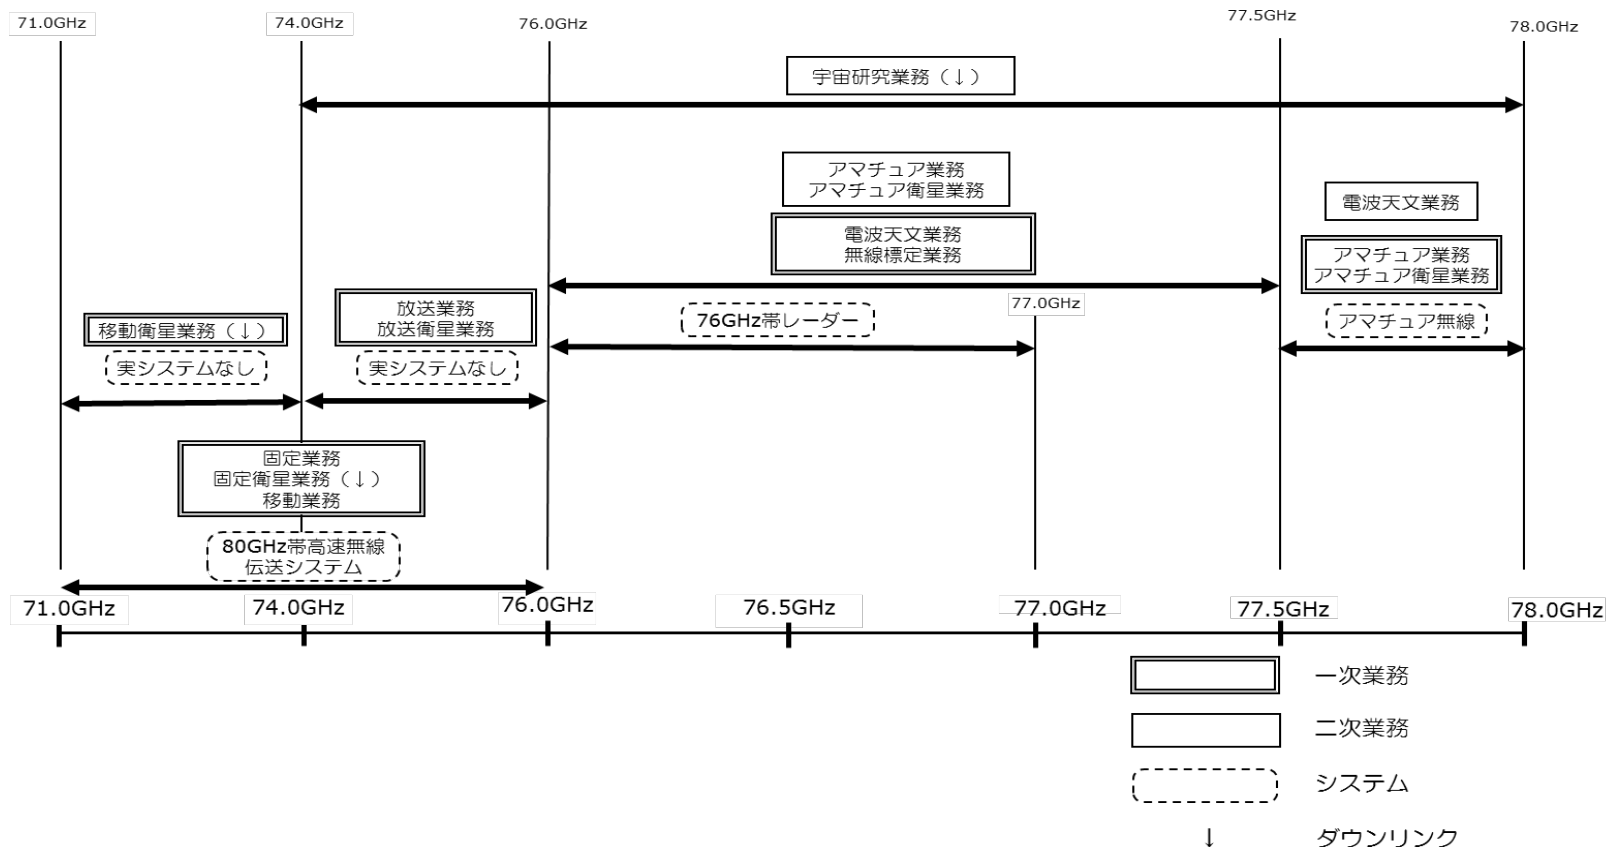 71.0GHz
74.0GHz
76.0GHz
77.5GHz
78.0GHz
宇宙研究業務(↓)
アマチュア業務
アマチュア衛星業務
電波天文業務
無線標定業務
電波天文業務
アマチュア業務
アマチュア衛星業務
77.0GHz
放送業務
放送衛星業務
移動衛星業務(↓)
76GHz帯レーダー
アマチュア無線
実システムなし
実システムなし
固定業務
固定衛星業務(↓)
移動業務
80GHz帯高速無線
伝送システム
71.0GHz
74.0GHz
76.0GHz
76.5GHz
77.0GHz
77.5GHz
78.0GHz
一次業務
二次業務
システム
↓ ダウンリンク